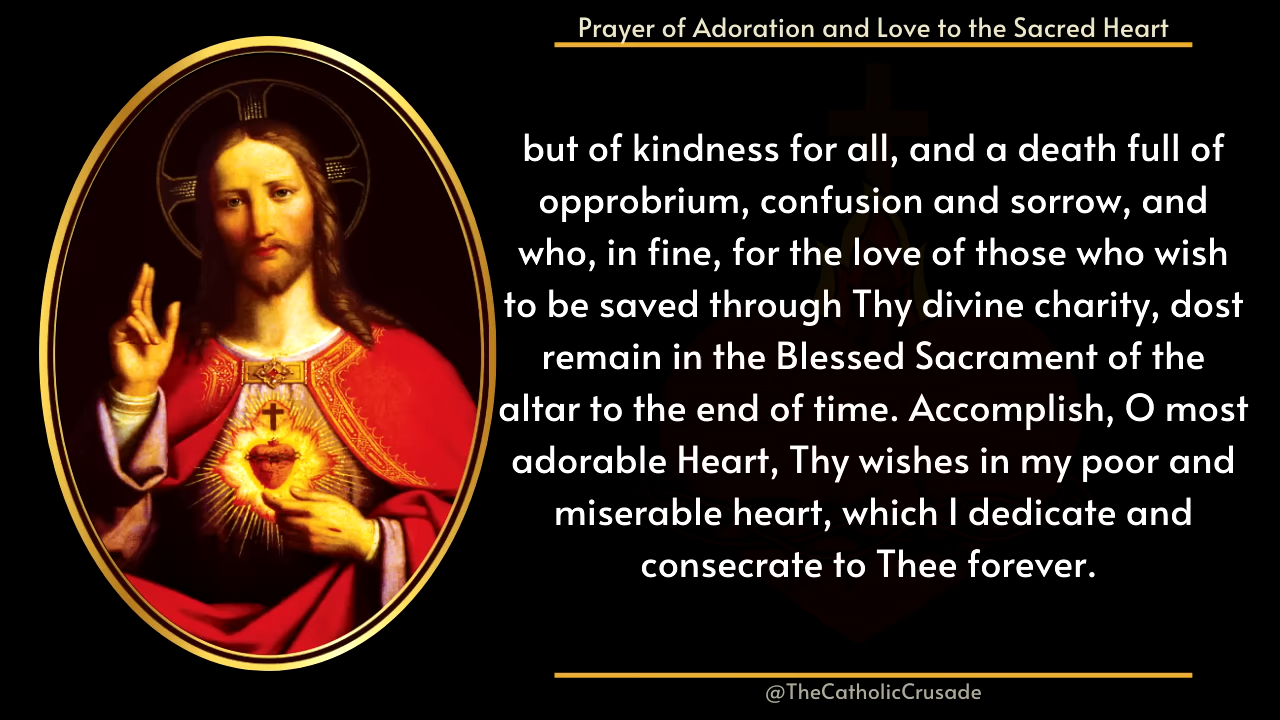 Prayer of Adoration and Love to the Sacred Heart
but of kindness for all, and a death full of
opprobrium, confusion and sorrow, and
who, in fine, for the love of those who wish
to be saved through Thy divine charity, dost
remain in the Blessed Sacrament of the
altar to the end of time. Accomplish, O most
adorable Heart, Thy wishes in my poor and
miserable heart, which I dedicate and
consecrate to Thee forever.
@TheCatholicCrusade